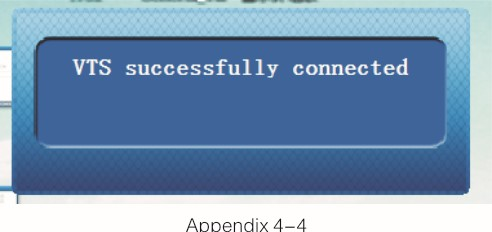 VTS successfully connected
Appendix 4-4